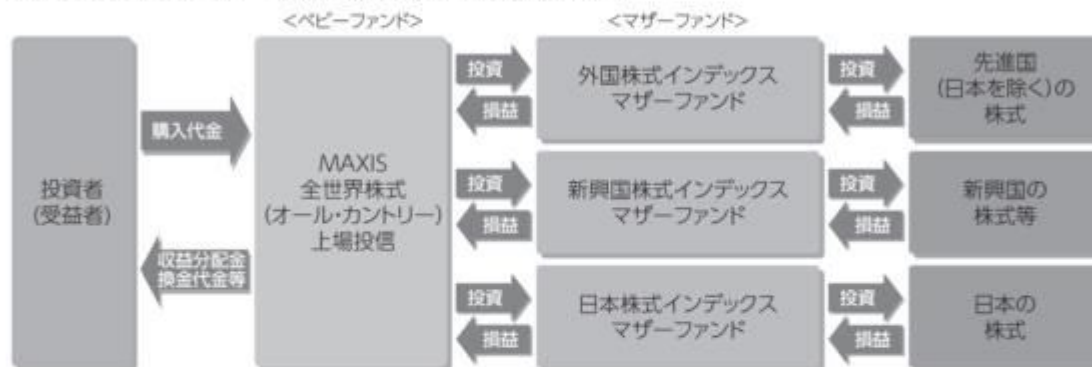 <ベビーファンド>
<マザーファンド>
投資者
(受益者)
購入代金
収益分配金
換金代金等
MAXIS
全世界株式
(オール・カントリー)
上場投信
投資
損益
外国株式インデックス
マザーファンド
投資
損益
先進国
(日本を除く)の
株式
投資
損益
新興国株式インデックス
マザーファンド
投資
損益
新興国の
株式等
投資
損益
日本株式インデックス
マザーファンド
投資
損益
日本の
株式